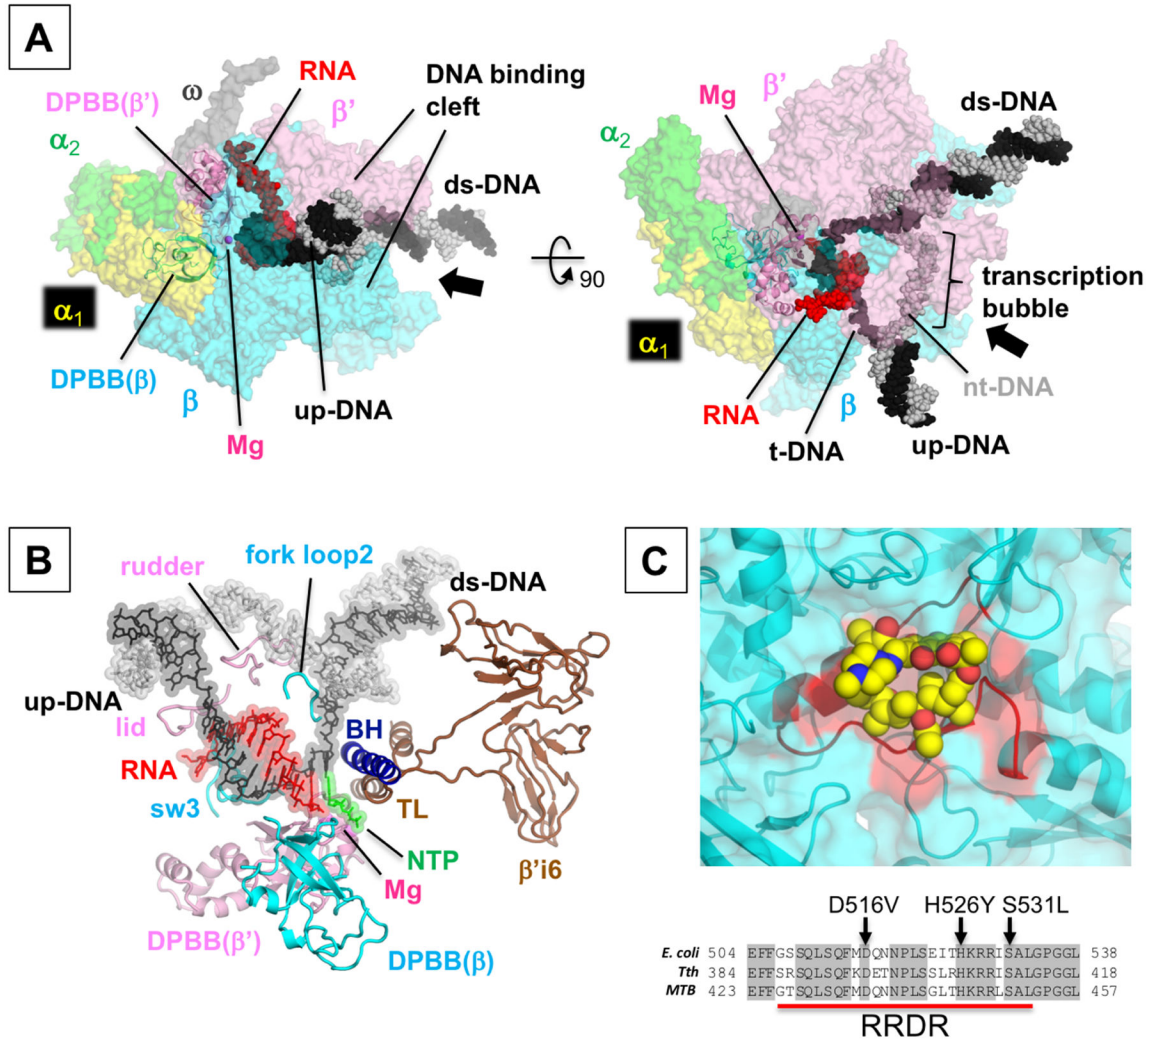 A
RNA
DNA binding
cleft
ω
β'
DPBB(β')
α2
ds-DNA
α1
DPBB(β)
β
up-DNA
Mg
90
Mg
β'
ds-DNA
α2
transcription
bubble
α1
nt-DNA
RNA
β
t-DNA
up-DNA
B
fork loop2
rudder
ds-DNA
up-DNA
lid
BH
RNA
sw3
TL
NTP
β'i6
Mg
DPBB(β')
DPBB(β)
C
D516V H526Y S531L
E. coli 504 EFFGSSQLSQFMDQNNPLSEITHKRRISALGPGGL 538
Tth 384 EFFSRSQLSQFKDETNPLSSLRHKRRISALGPGGL 418
MTB 423 EFFGTSQLSQFMDQNNPLSGLTHKRRLSALGPGGL 457
RRDR